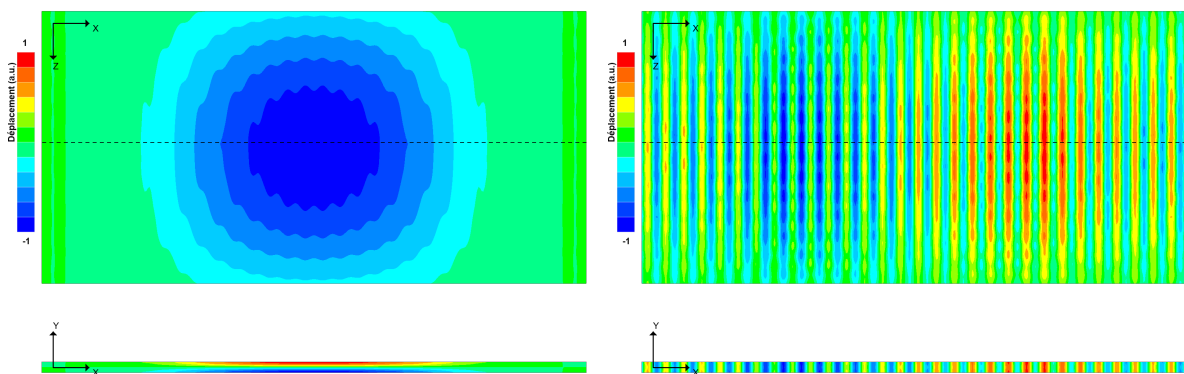 X
Z
1
Déplacement (a.u.)
-1
Y
X
X
Z
1
Déplacement (a.u.)
-1
Y
X